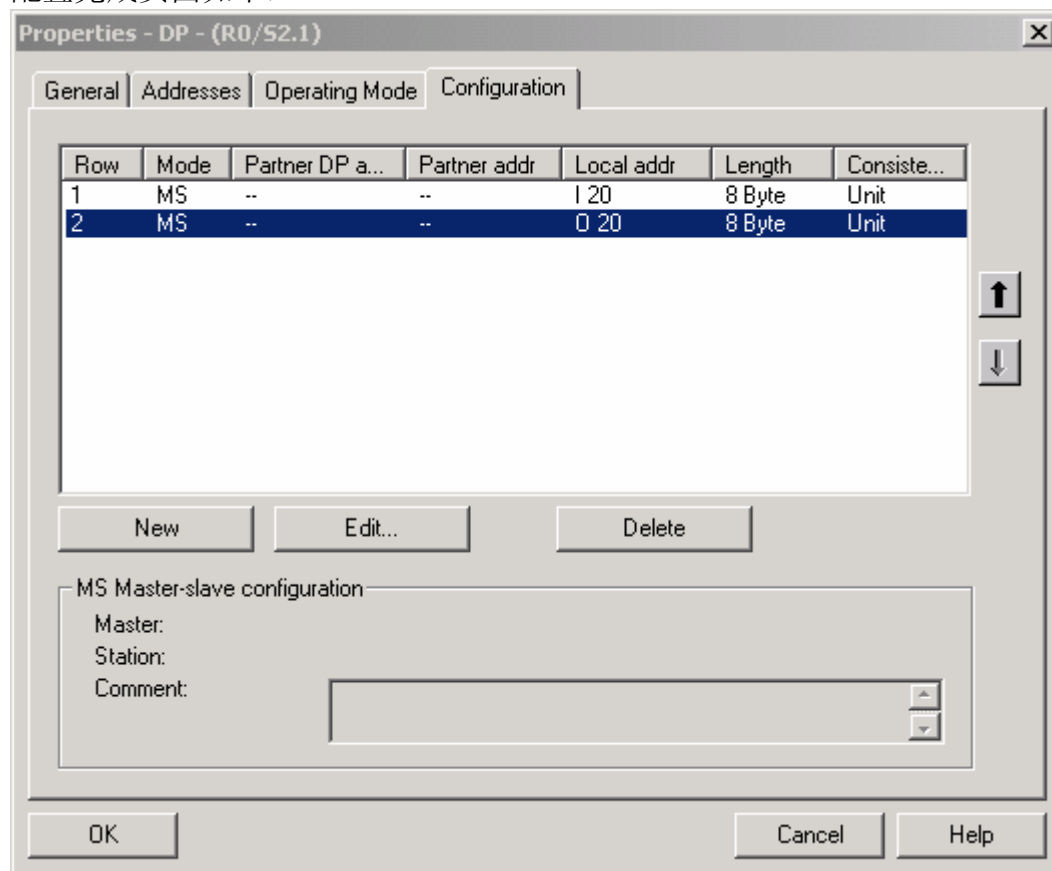 Properties - DP - (R0/S2.1)
General Addresses Operating Mode Configuration
Row Mode Partner DP a... Partner addr Local addr Length Consiste...
1 MS -- -- I 20 8 Byte Unit
2 MS -- -- O 20 8 Byte Unit
New Edit... Delete
MS Master-slave configuration
Master:
Station:
Comment:
OK Cancel Help